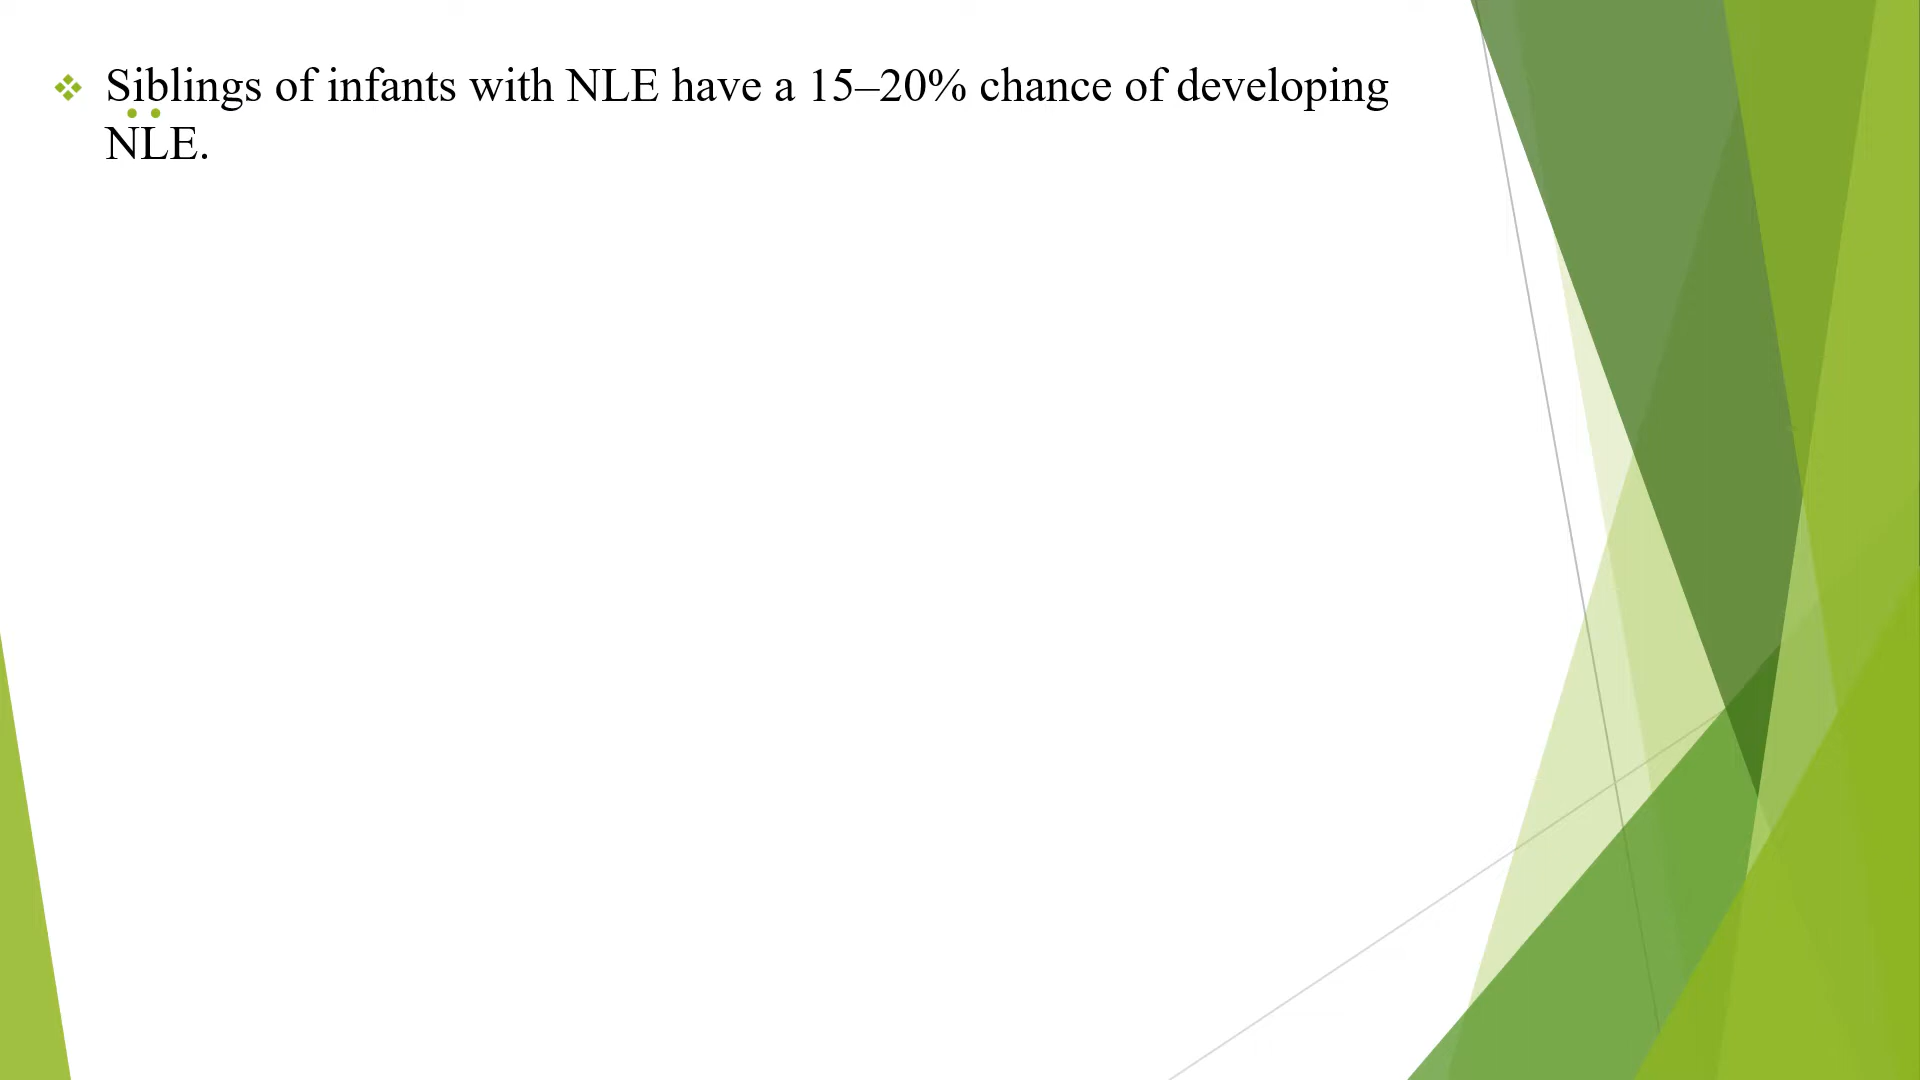 ❖ Siblings of infants with NLE have a 15–20% chance of developing
NLE.